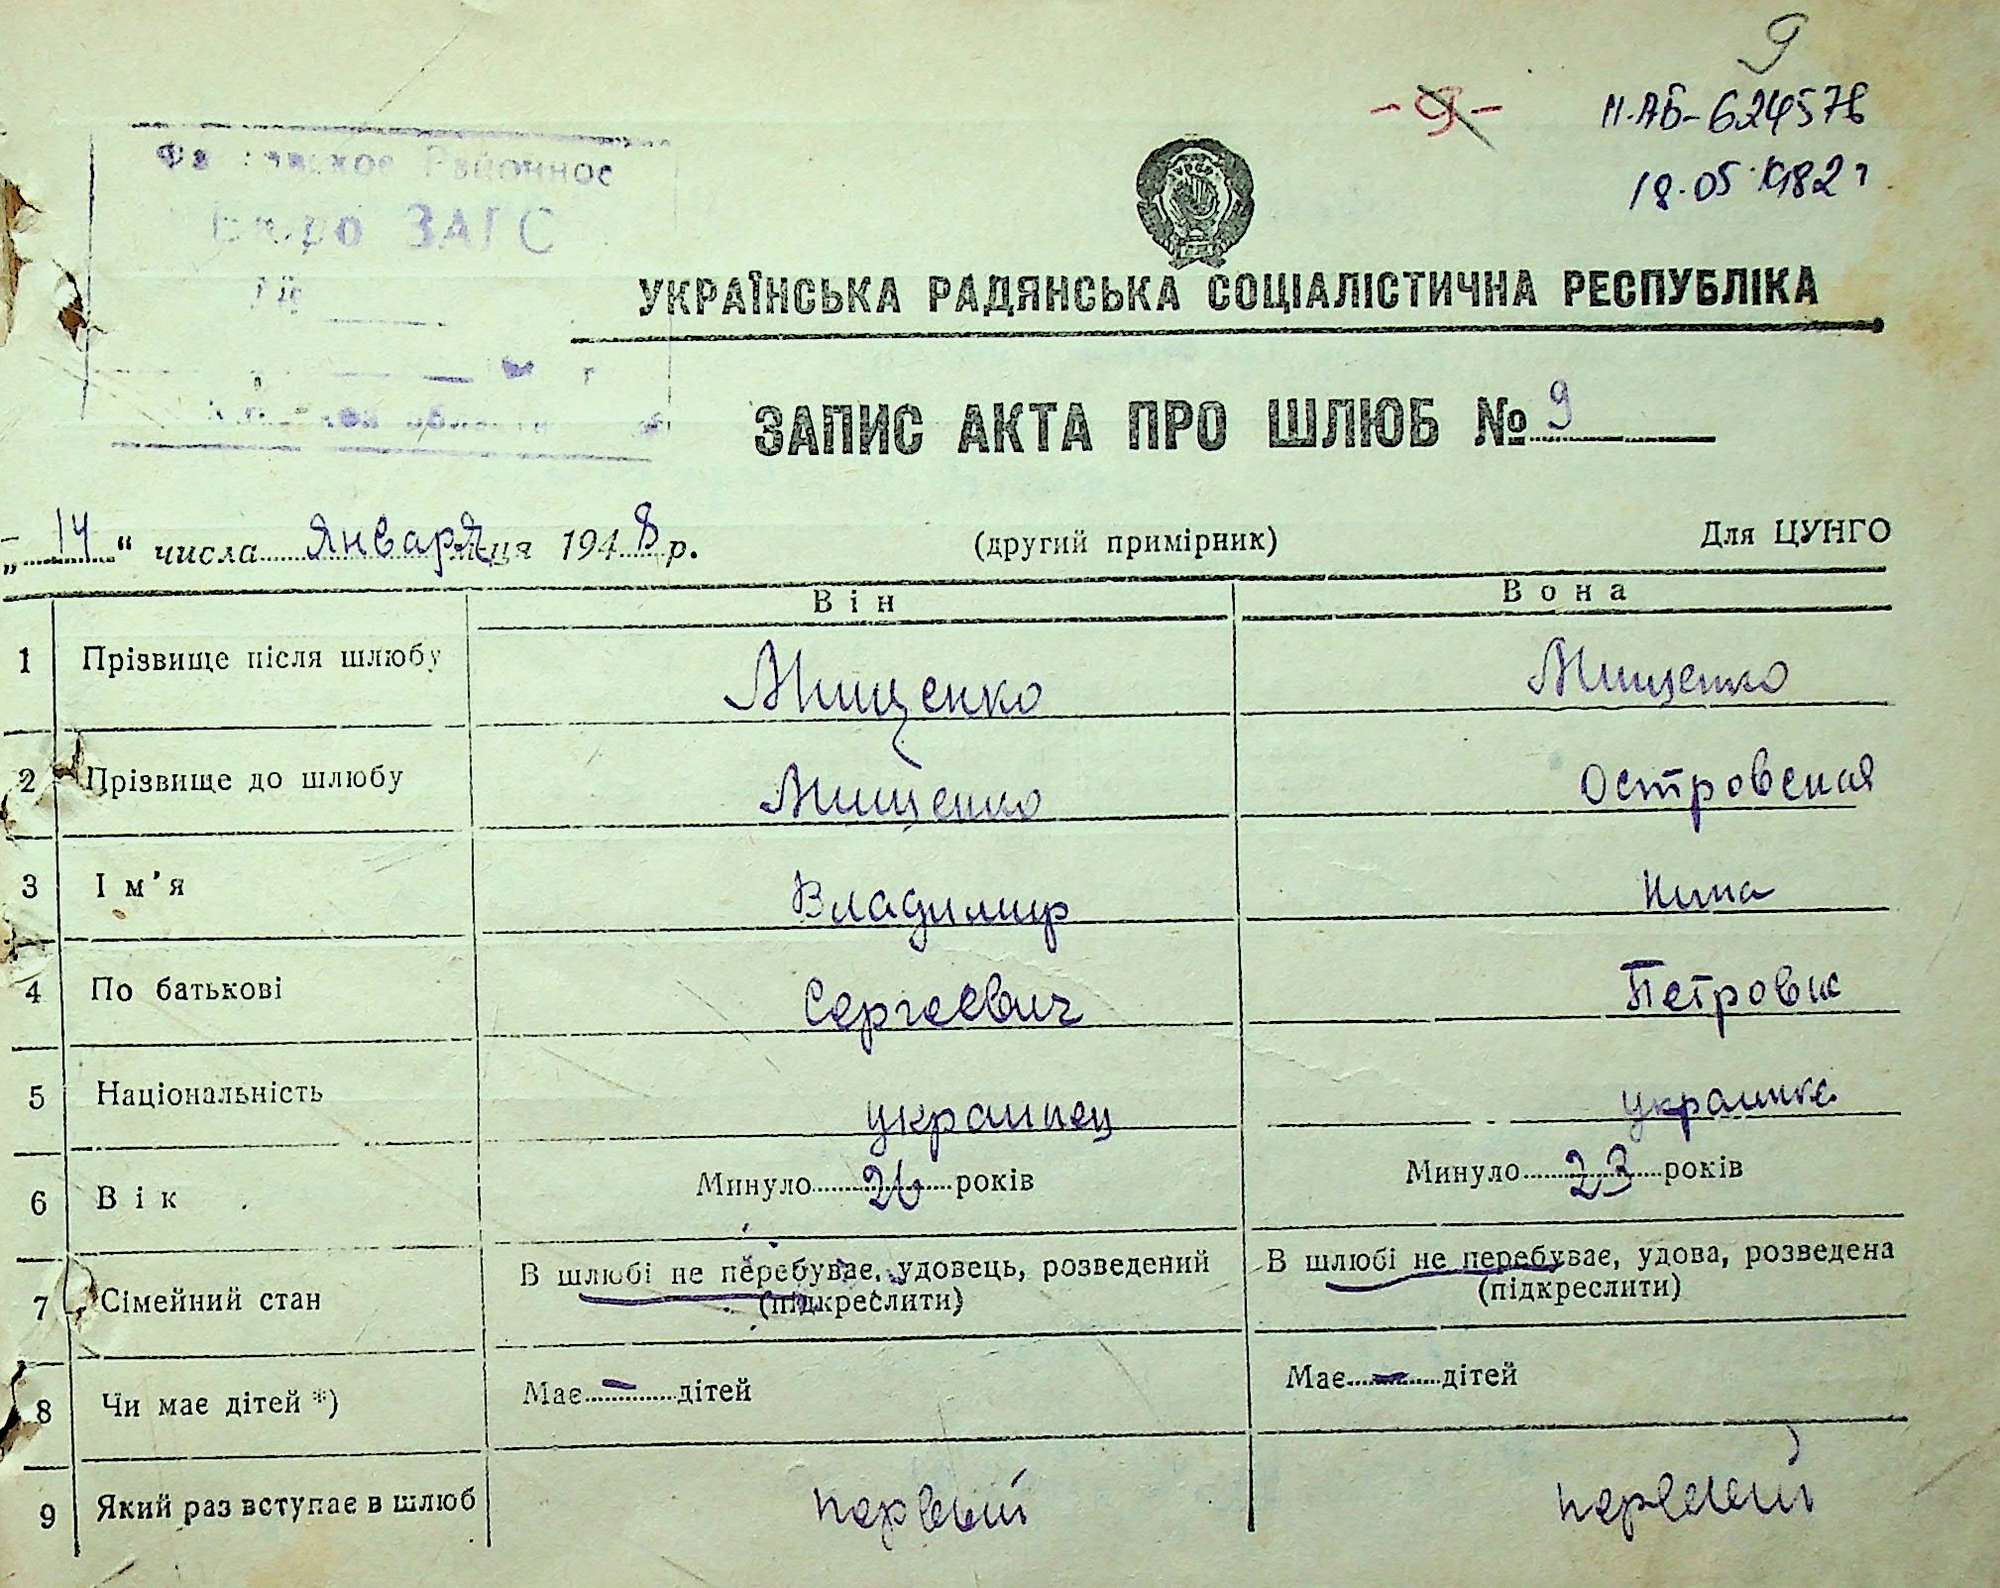 9
- 9 -
II-АБ-624576
18.05.1982 г
Районное
Бюро ЗАГС
УКРАЇНСЬКА РАДЯНСЬКА СОЦІАЛІСТИЧНА РЕСПУБЛІКА
ЗАПИС АКТА ПРО ШЛЮБ № 9
„ 14 “ числа Января місяця 1948 р. (другий примірник) Для ЦУНГО
Він Вона
1 Прізвище після шлюбу Мищенко Мищенко
2 Прізвище до шлюбу Мищенко Островская
3 Ім’я Владимир Нина
4 По батькові Сергеевич Петровна
5 Національність украинец украинка
6 Вік Минуло 26 років Минуло 23 років
7 Сімейний стан В шлюбі не перебуває, удовець, розведений В шлюбі не перебуває, удова, розведена
(підкреслити) (підкреслити)
8 Чи має дітей *) Має – дітей Має – дітей
9 Який раз вступає в шлюб первый первый